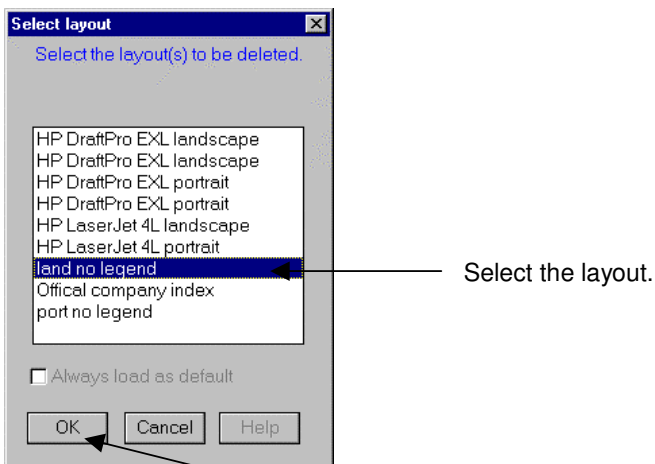 Select layout
Select the layout(s) to be deleted.
HP DraftPro EXL landscape
HP DraftPro EXL landscape
HP DraftPro EXL portrait
HP DraftPro EXL portrait
HP LaserJet 4L landscape
HP LaserJet 4L portrait
land no legend
Select the layout.
Offical company index
port no legend
Always load as default
OK Cancel Help